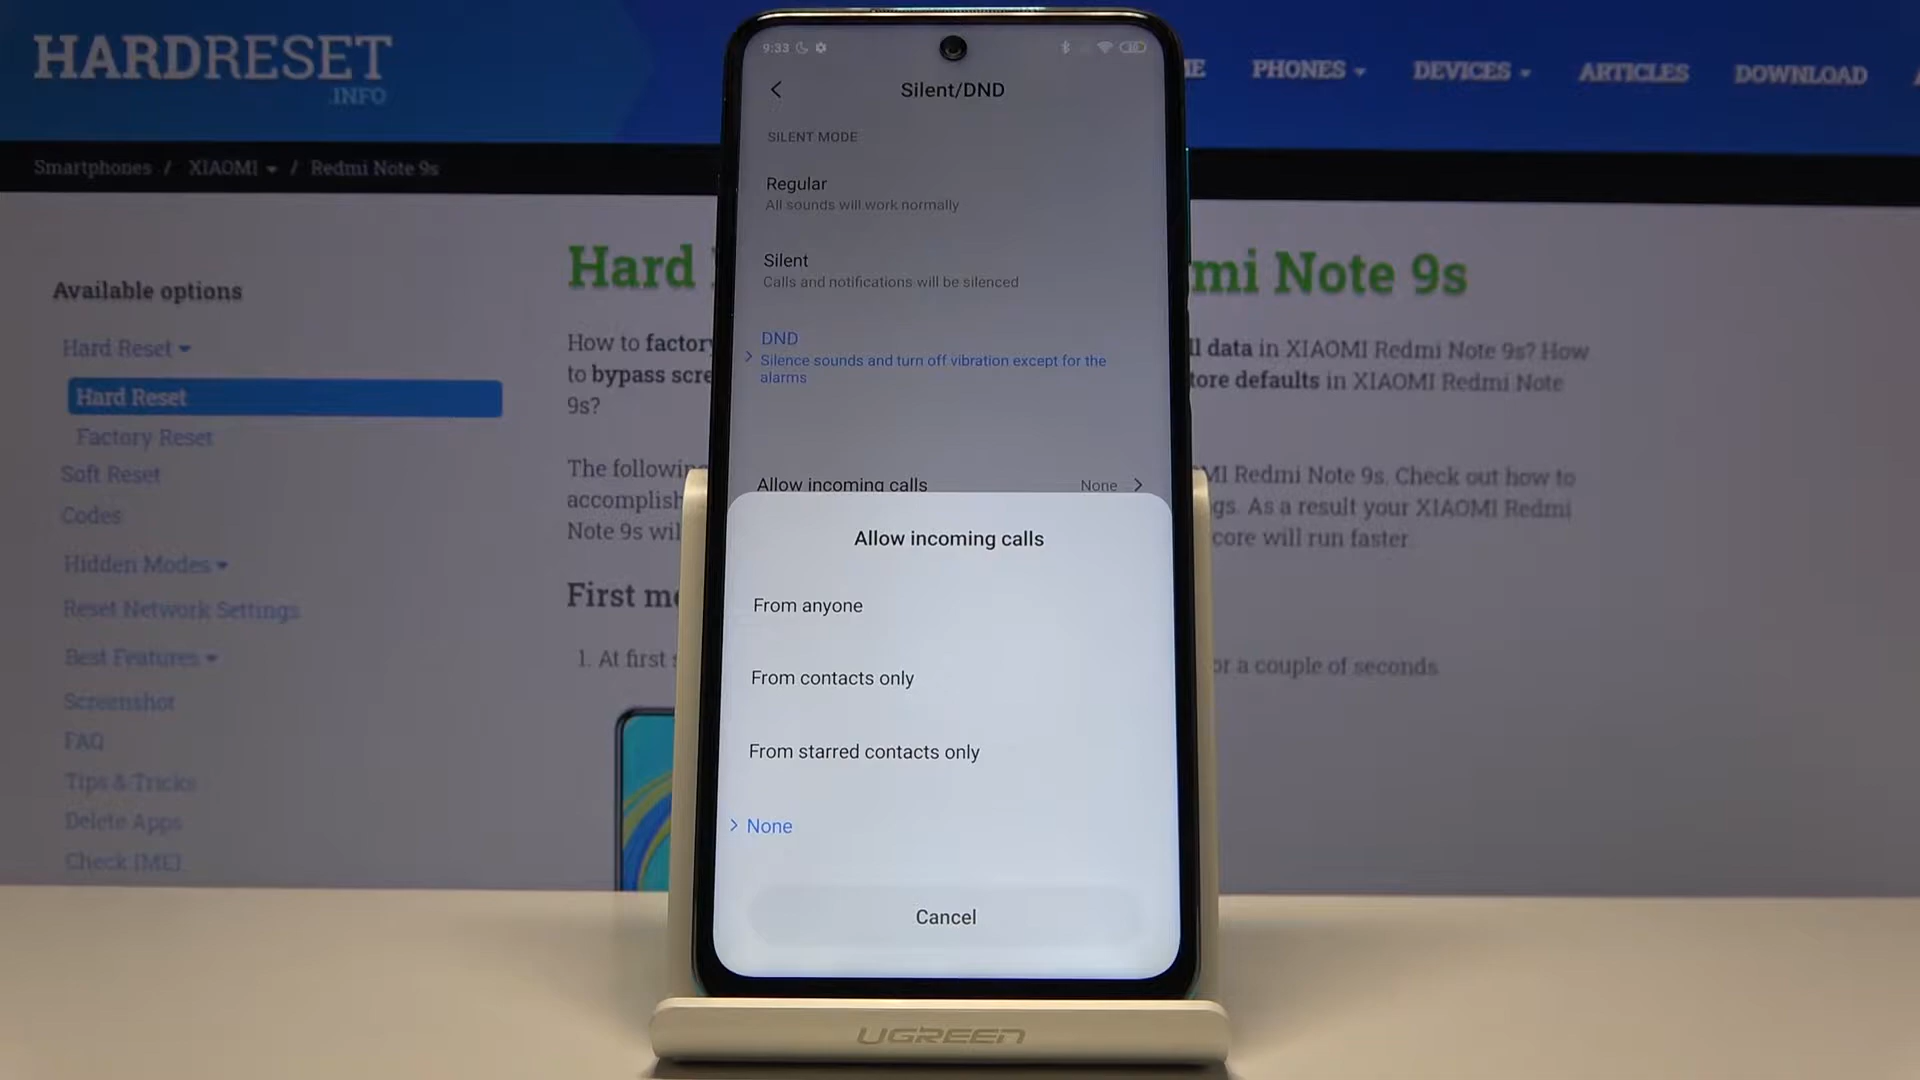 HARDRESET
.INFO
PHONES
DEVICES
ARTICLES
DOWNLOAD
Smartphones / XIAOMI / Redmi Note 9s
Available options
Hard Reset
Hard Reset
Factory Reset
Soft Reset
Codes
Hidden Modes
Reset Network Settings
Best Features
Screenshot
FAQ
Tips & Tricks
Delete Apps
Check IMEI
Hard
mi Note 9s
How to factory
ll data in XIAOMI Redmi Note 9s? How
to bypass scre
tore defaults in XIAOMI Redmi Note
9s?
The following
MI Redmi Note 9s. Check out how to
accomplish
gs. As a result your XIAOMI Redmi
Note 9s wil
core will run faster
First me
1. At first s
or a couple of seconds
9:33
Silent/DND
SILENT MODE
Regular
All sounds will work normally
Silent
Calls and notifications will be silenced
DND
Silence sounds and turn off vibration except for the
alarms
Allow incoming calls None
Allow incoming calls
From anyone
From contacts only
From starred contacts only
None
Cancel
UGREEN